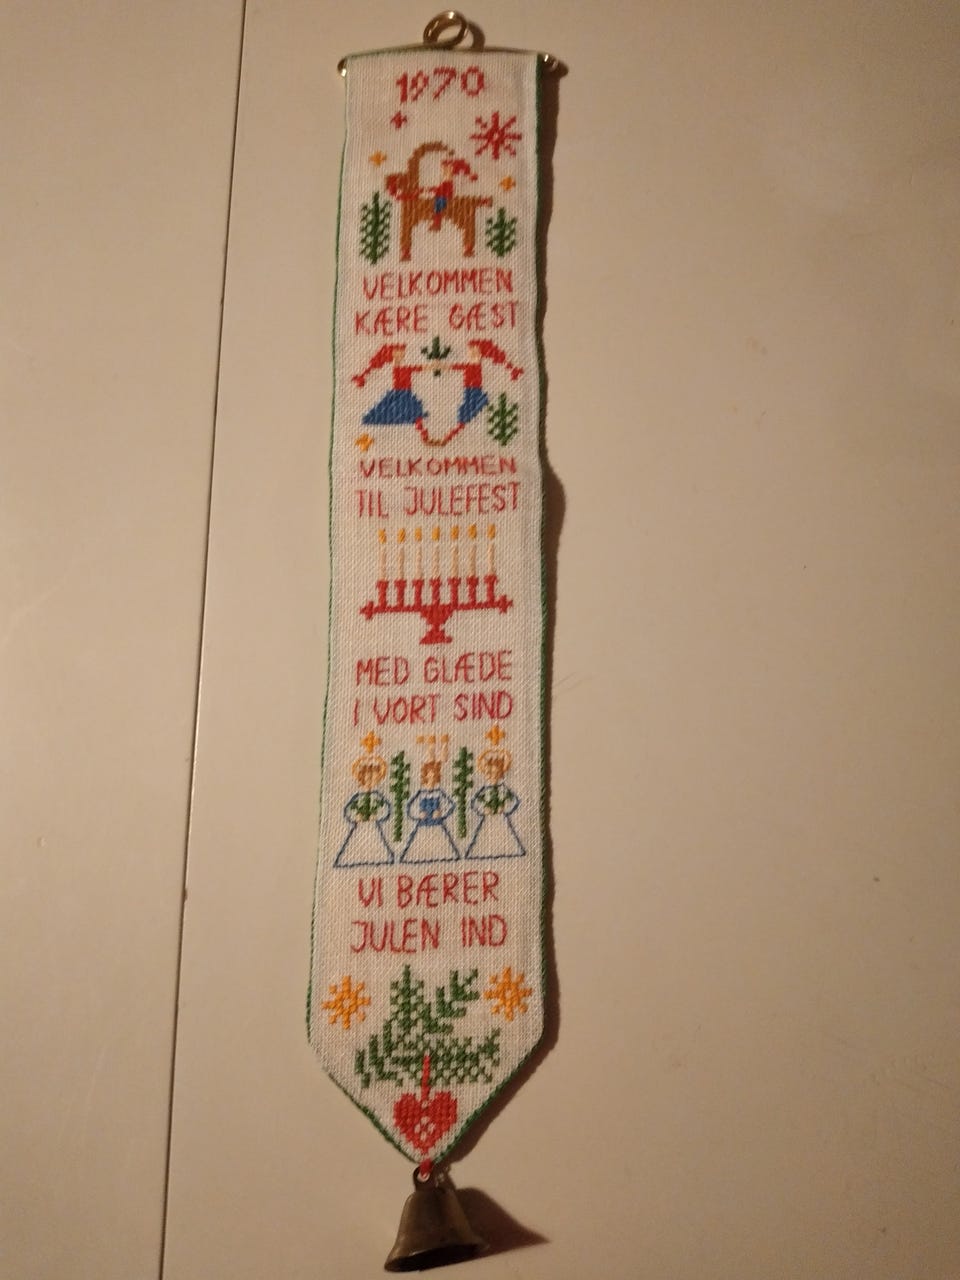 1970
VELKOMMEN
KÆRE GÆST
VELKOMMEN
TIL JULEFEST
MED GLÆDE
I VORT SIND
VI BÆRER
JULEN IND